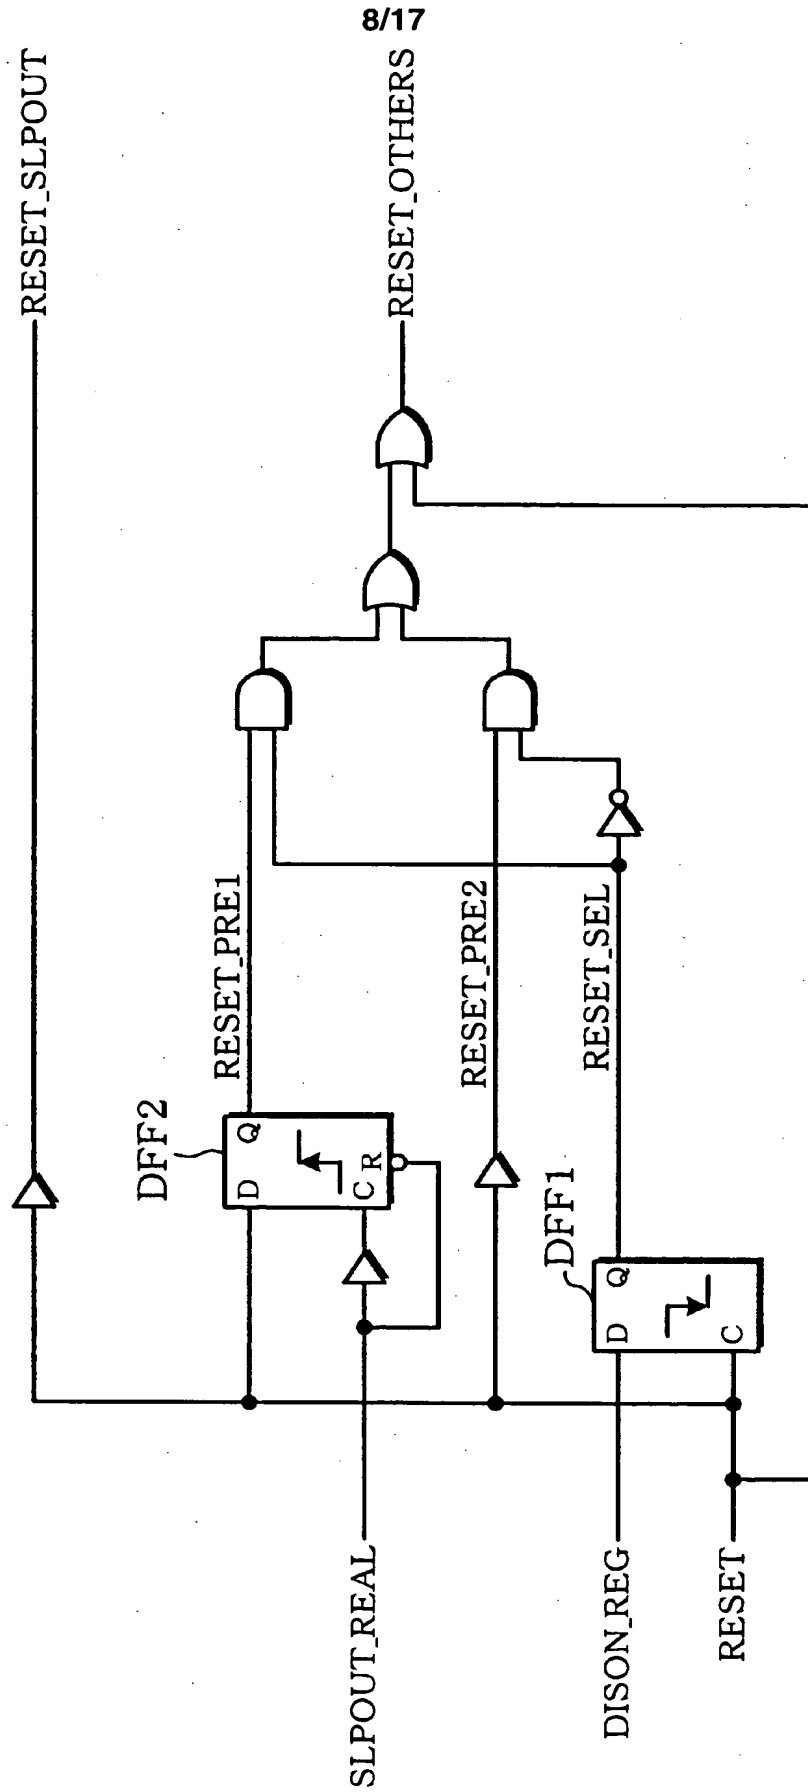 8/17
RESET_SLPOUT
RESET_OTHERS
RESET_PRE1
RESET_PRE2
RESET_SEL
DFF2
D
Q
C
R
DFF1
D
Q
C
SLPOUT_REAL
DISON_REG
RESET